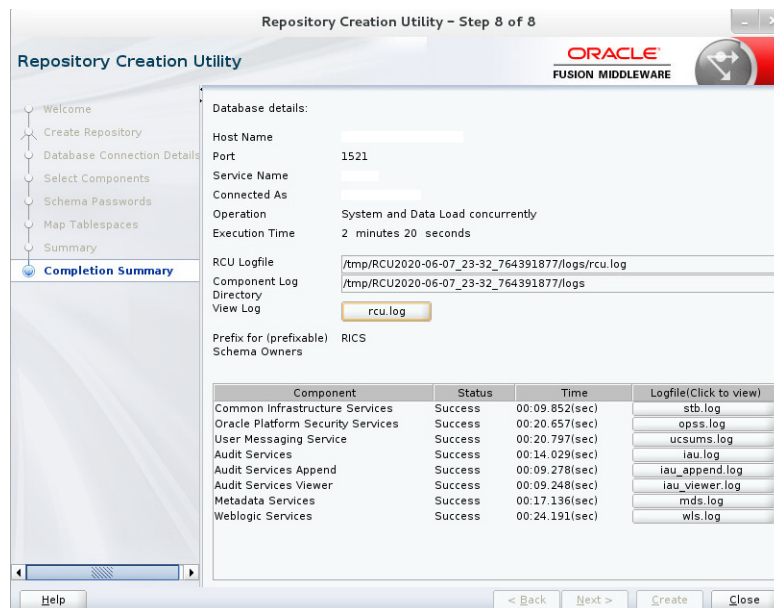 Repository Creation Utility - Step 8 of 8
Repository Creation Utility
ORACLE
FUSION MIDDLEWARE
Welcome
Create Repository
Database Connection Details
Select Components
Schema Passwords
Map Tablespaces
Summary
Completion Summary
Database details:
Host Name
Port 1521
Service Name
Connected As
Operation System and Data Load concurrently
Execution Time 2 minutes 20 seconds
RCU Logfile /tmp/RCU2020-06-07_23-32_764391877/logs/rcu.log
Component Log /tmp/RCU2020-06-07_23-32_764391877/logs
Directory
View Log rcu.log
Prefix for (prefixable) RICS
Schema Owners
Component Status Time Logfile(Click to view)
Common Infrastructure Services Success 00:09.852(sec) stb.log
Oracle Platform Security Services Success 00:20.657(sec) opss.log
User Messaging Service Success 00:20.797(sec) ucsums.log
Audit Services Success 00:14.029(sec) iau.log
Audit Services Append Success 00:09.278(sec) iau_append.log
Audit Services Viewer Success 00:09.248(sec) iau_viewer.log
Metadata Services Success 00:17.136(sec) mds.log
Weblogic Services Success 00:24.191(sec) wls.log
Help < Back Next > Create Close